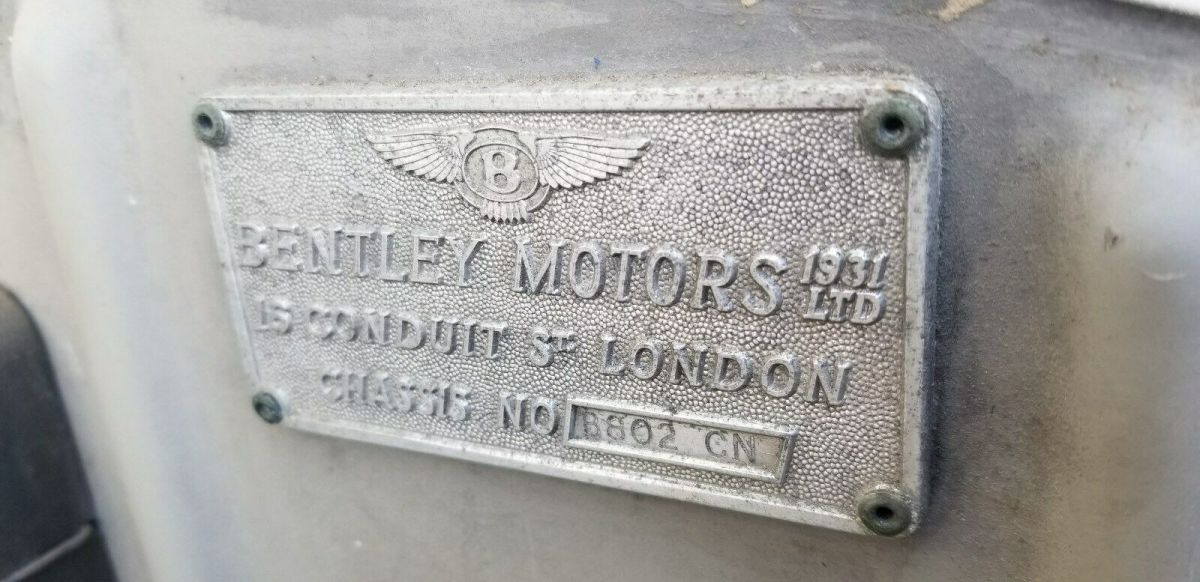 B
BENTLEY MOTORS 1931 LTD
15 CONDUIT ST LONDON
CHASSIS NO B802 CN